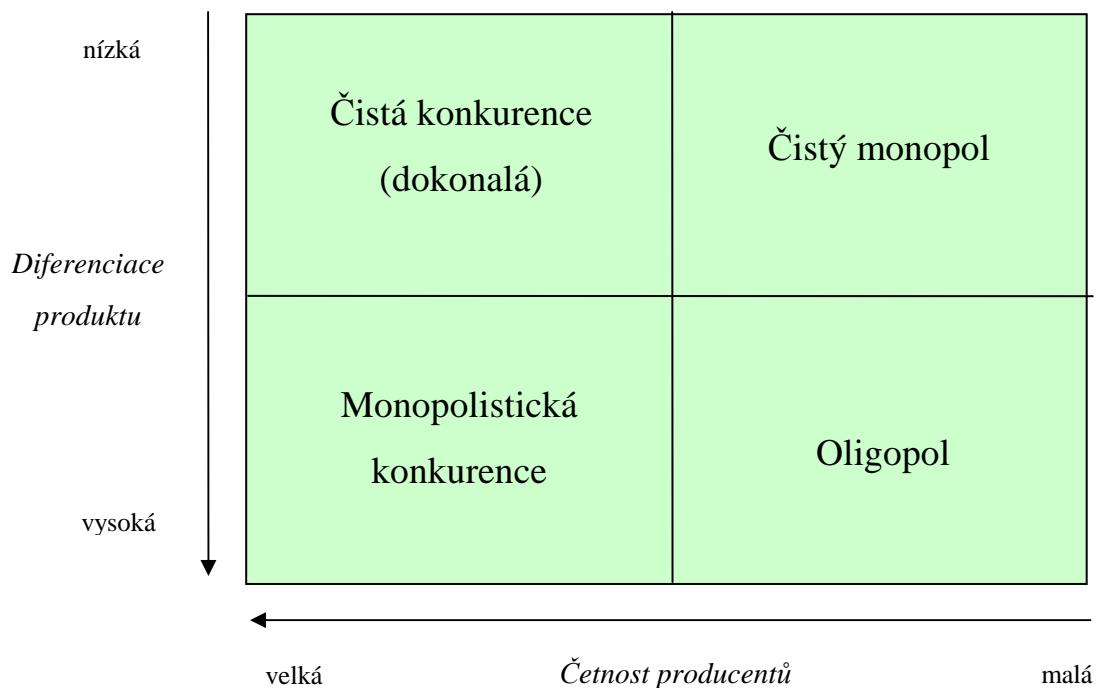 nízká
Čistá konkurence
(dokonalá)
Čistý monopol
Diferenciace
produktu
Monopolistická
konkurence
Oligopol
vysoká
velká
Četnost producentů
malá